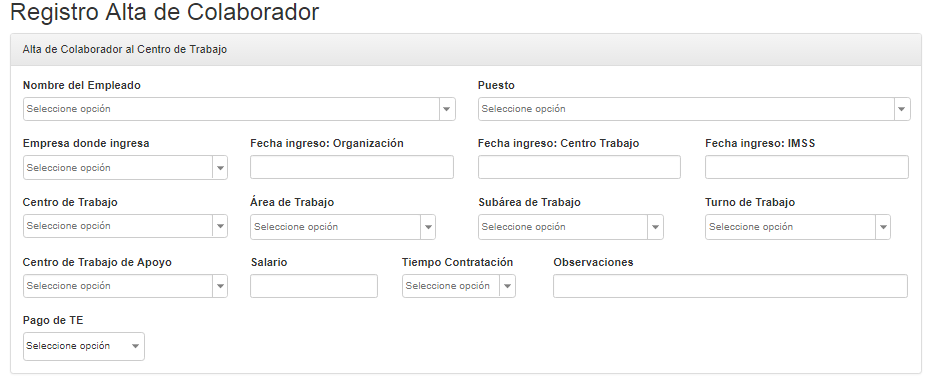 Registro Alta de Colaborador
Alta de Colaborador al Centro de Trabajo
Nombre del Empleado Puesto
Seleccione opción Seleccione opción
Empresa donde ingresa Fecha ingreso: Organización Fecha ingreso: Centro Trabajo Fecha ingreso: IMSS
Seleccione opción
Centro de Trabajo Área de Trabajo Subárea de Trabajo Turno de Trabajo
Seleccione opción Seleccione opción Seleccione opción Seleccione opción
Centro de Trabajo de Apoyo Salario Tiempo Contratación Observaciones
Seleccione opción Seleccione opción
Pago de TE
Seleccione opción